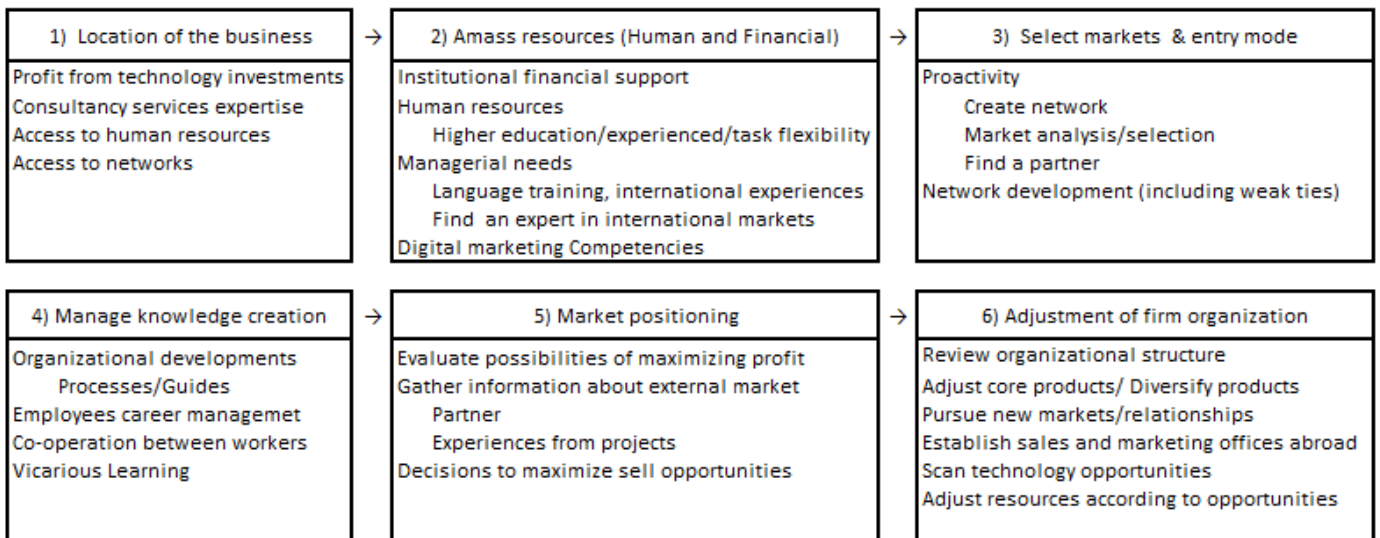 1) Location of the business
→
2) Amass resources (Human and Financial)
→
3) Select markets & entry mode
Profit from technology investments
Consultancy services expertise
Access to human resources
Access to networks
Institutional financial support
Human resources
Higher education/experienced/task flexibility
Managerial needs
Language training, international experiences
Find an expert in international markets
Digital marketing Competencies
Proactivity
Create network
Market analysis/selection
Find a partner
Network development (including weak ties)
4) Manage knowledge creation
→
5) Market positioning
→
6) Adjustment of firm organization
Organizational developments
Processes/Guides
Employees career managemet
Co-operation between workers
Vicarious Learning
Evaluate possibilities of maximizing profit
Gather information about external market
Partner
Experiences from projects
Decisions to maximize sell opportunities
Review organizational structure
Adjust core products/ Diversify products
Pursue new markets/relationships
Establish sales and marketing offices abroad
Scan technology opportunities
Adjust resources according to opportunities